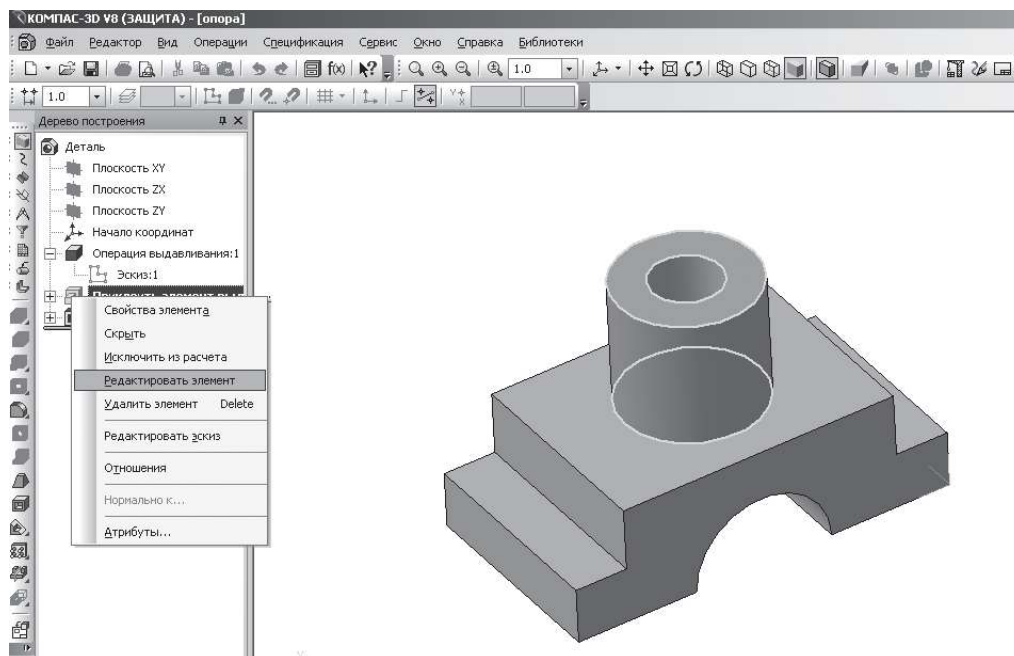 КОМПАС-3D V8 (ЗАЩИТА) - [опора]
Файл Редактор Вид Операции Спецификация Сервис Окно Справка Библиотеки
f(x) 1.0
1.0
Дерево построения
Деталь
Плоскость XY
Плоскость ZX
Плоскость ZY
Начало координат
Операция выдавливания:1
Эскиз:1
Приклеить элемент
Свойства элемента
Скрыть
Исключить из расчета
Редактировать элемент
Удалить элемент Delete
Редактировать эскиз
Отношения
Нормально к...
Атрибуты...